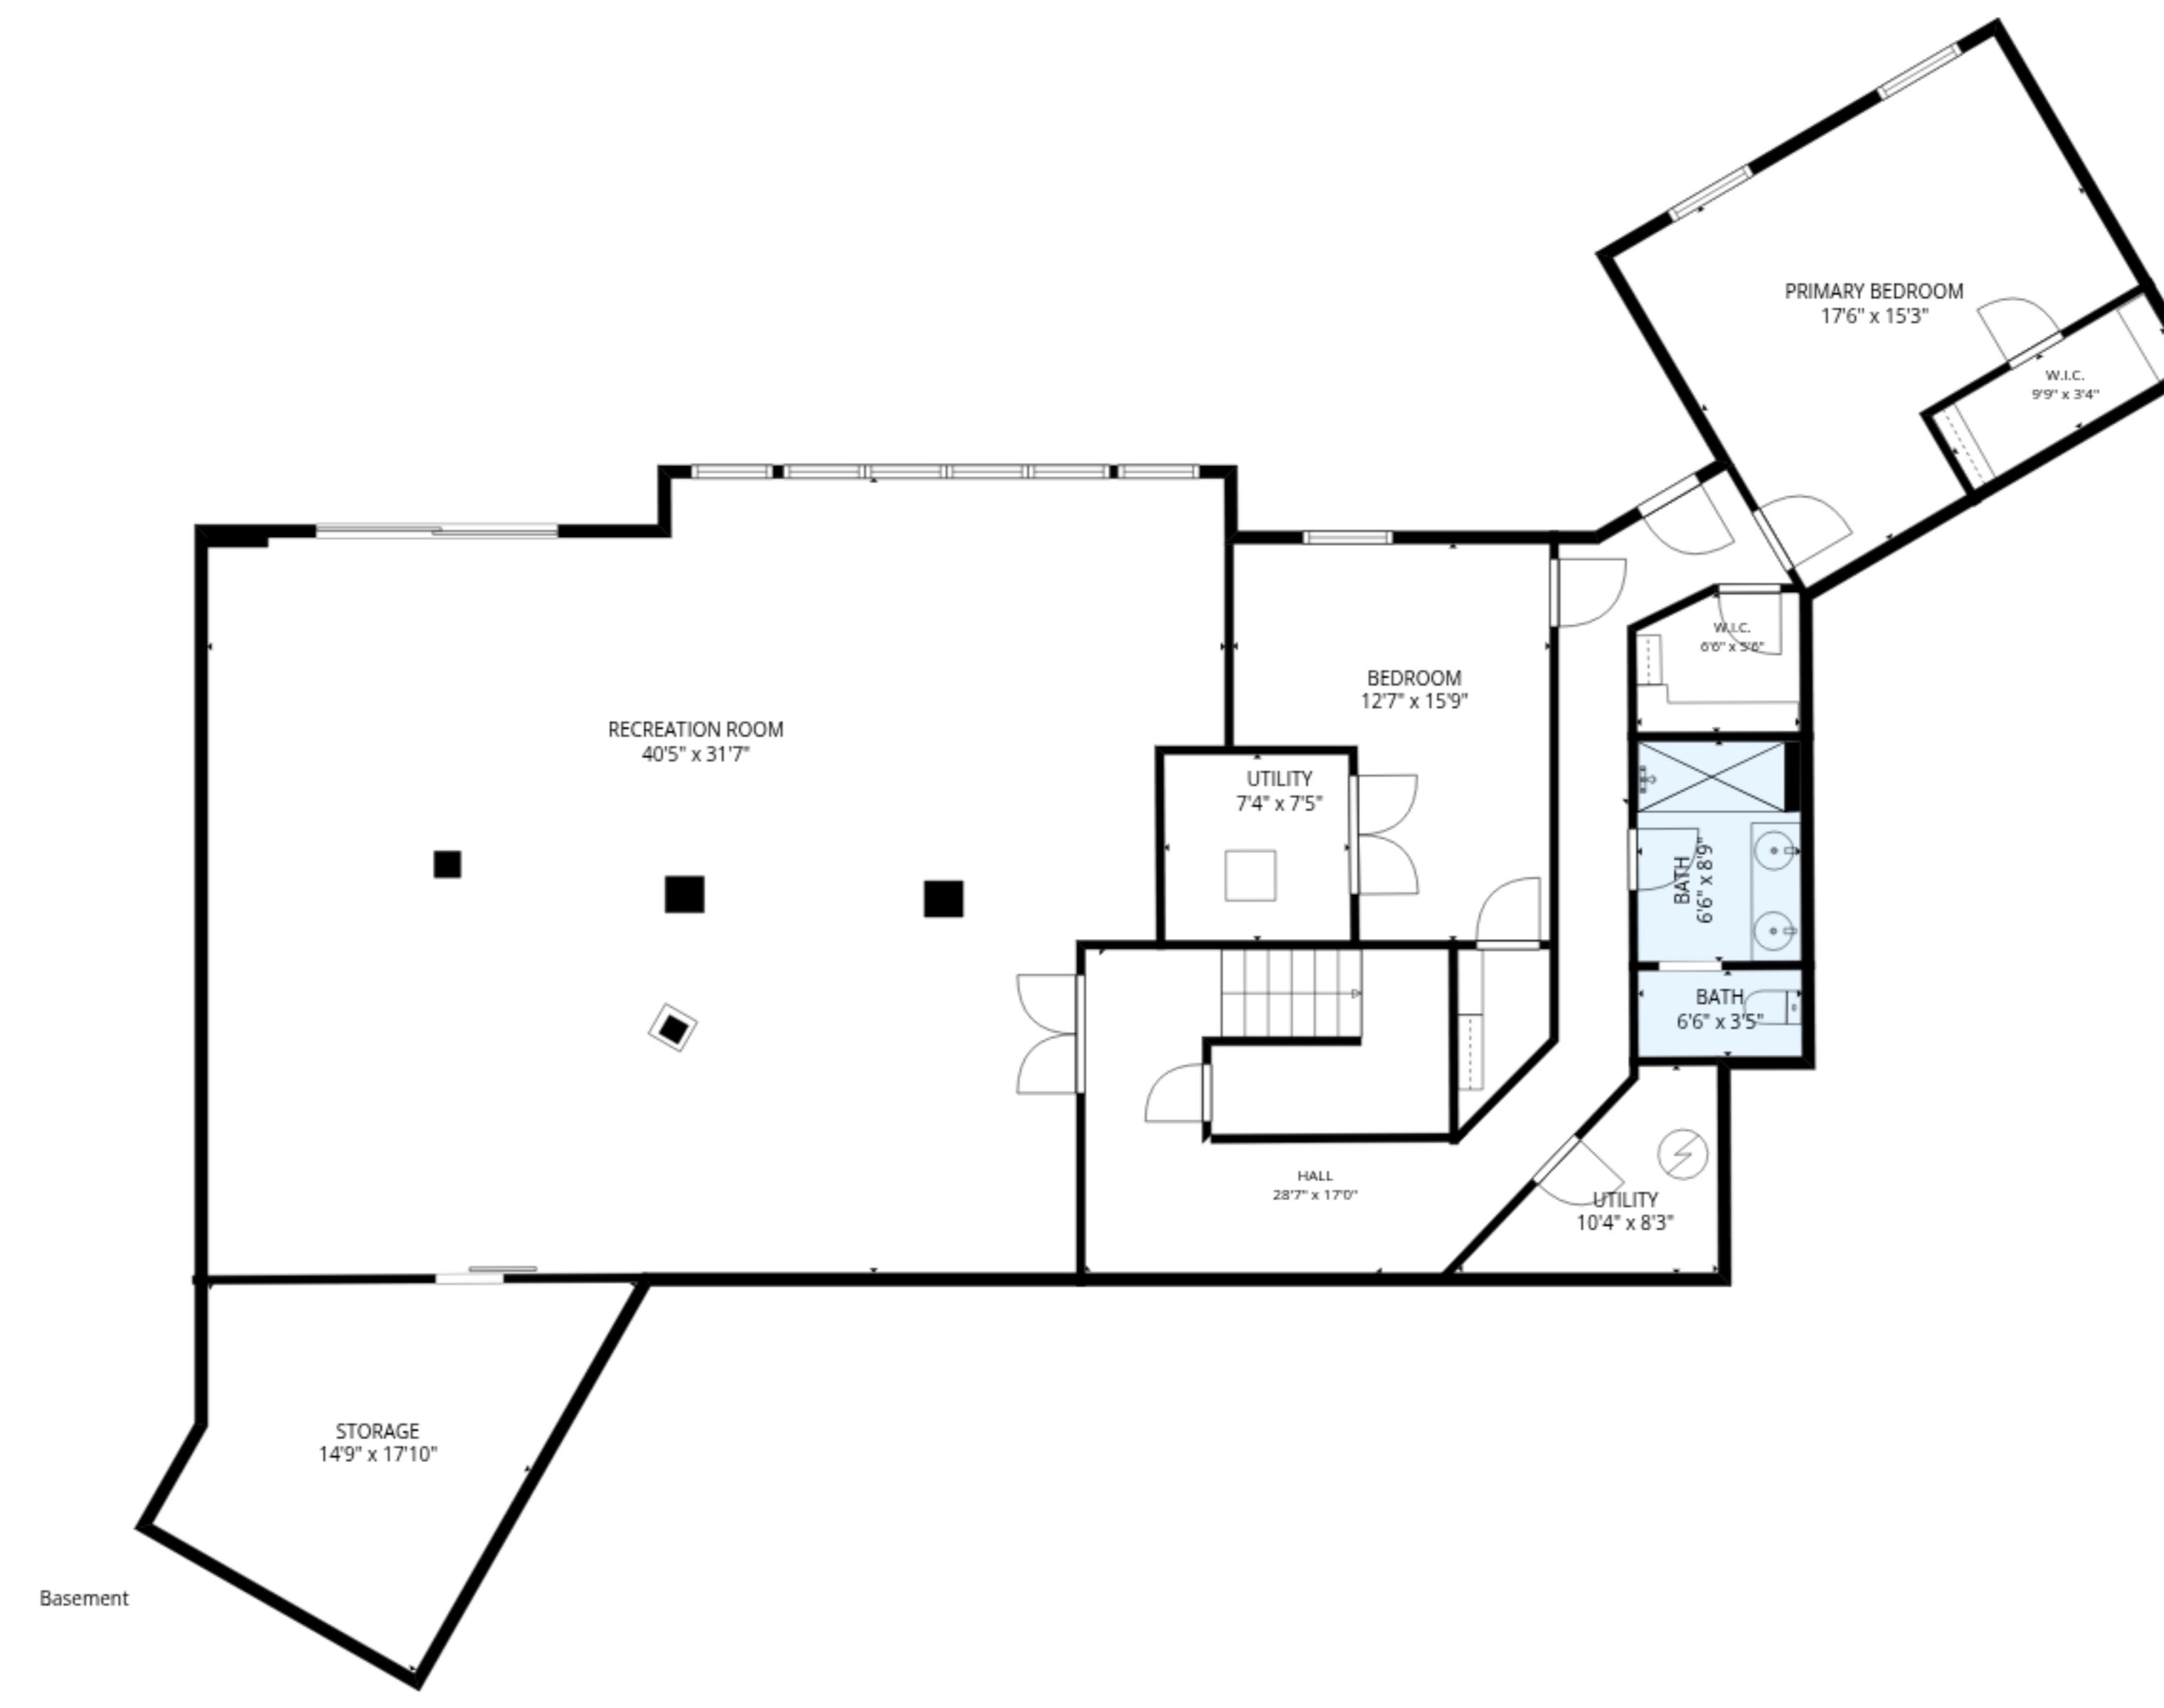 PRIMARY BEDROOM
17'6" x 15'3"
W.I.C.
9'9" x 3'4"
W.I.C.
6'6" x 5'6"
BEDROOM
12'7" x 15'9"
RECREATION ROOM
40'5" x 31'7"
UTILITY
7'4" x 7'5"
BATH
6'6" x 8'9"
BATH
6'6" x 3'5"
HALL
28'7" x 17'0"
UTILITY
10'4" x 8'3"
STORAGE
14'9" x 17'10"
Basement